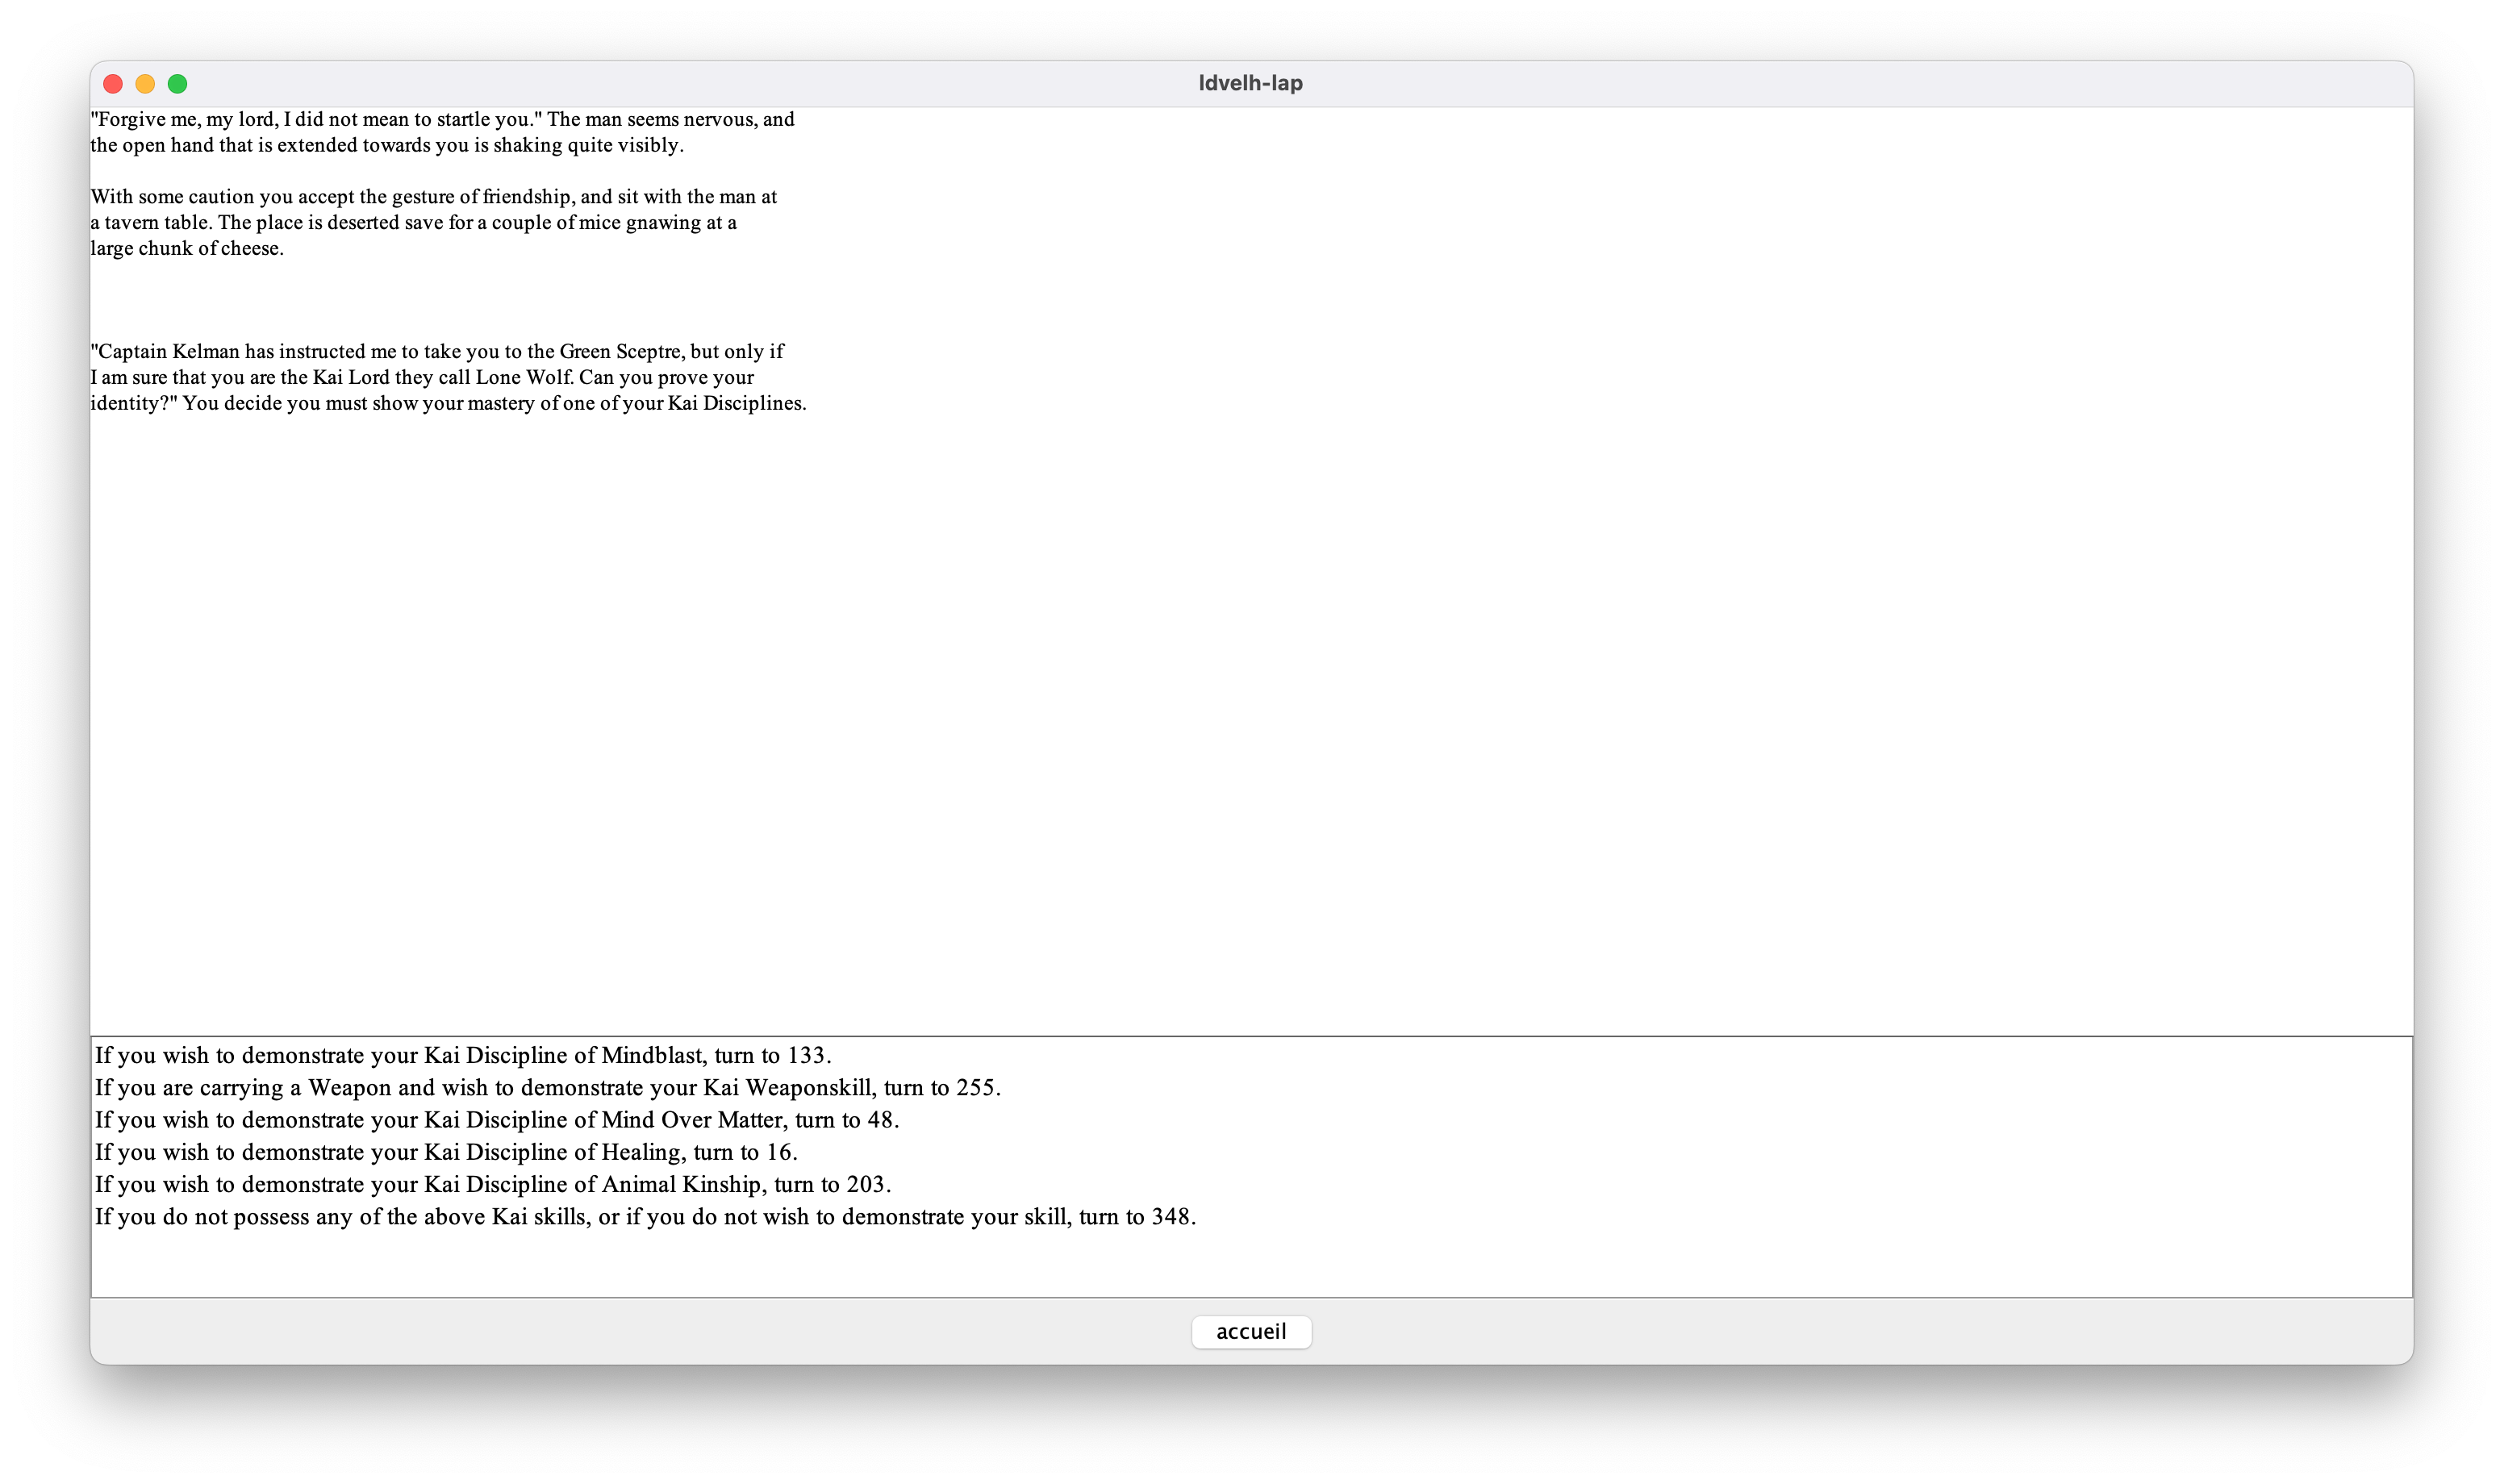 ldvelh-lap
"Forgive me, my lord, I did not mean to startle you." The man seems nervous, and
the open hand that is extended towards you is shaking quite visibly.
With some caution you accept the gesture of friendship, and sit with the man at
a tavern table. The place is deserted save for a couple of mice gnawing at a
large chunk of cheese.
"Captain Kelman has instructed me to take you to the Green Sceptre, but only if
I am sure that you are the Kai Lord they call Lone Wolf. Can you prove your
identity?" You decide you must show your mastery of one of your Kai Disciplines.
If you wish to demonstrate your Kai Discipline of Mindblast, turn to 133.
If you are carrying a Weapon and wish to demonstrate your Kai Weaponskill, turn to 255.
If you wish to demonstrate your Kai Discipline of Mind Over Matter, turn to 48.
If you wish to demonstrate your Kai Discipline of Healing, turn to 16.
If you wish to demonstrate your Kai Discipline of Animal Kinship, turn to 203.
If you do not possess any of the above Kai skills, or if you do not wish to demonstrate your skill, turn to 348.
accueil